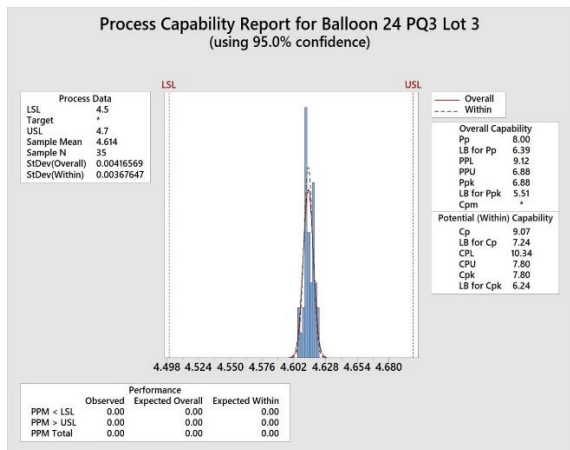 Process Capability Report for Balloon 24 PQ3 Lot 3
(using 95.0% confidence)
LSL USL
Process Data
LSL 4.5
Target *
USL 4.7
Sample Mean 4.614
Sample N 35
StDev(Overall) 0.00416569
StDev(Within) 0.00367647
Overall
Within
Overall Capability
Pp 8.00
LB for Pp 6.39
PPL 9.12
PPU 6.88
Ppk 6.88
LB for Ppk 5.51
Cpm *
Potential (Within) Capability
Cp 9.07
LB for Cp 7.24
CPL 10.34
CPU 7.80
Cpk 7.80
LB for Cpk 6.24
4.498 4.524 4.550 4.576 4.602 4.628 4.654 4.680
Performance
Observed Expected Overall Expected Within
PPM < LSL 0.00 0.00 0.00
PPM > USL 0.00 0.00 0.00
PPM Total 0.00 0.00 0.00